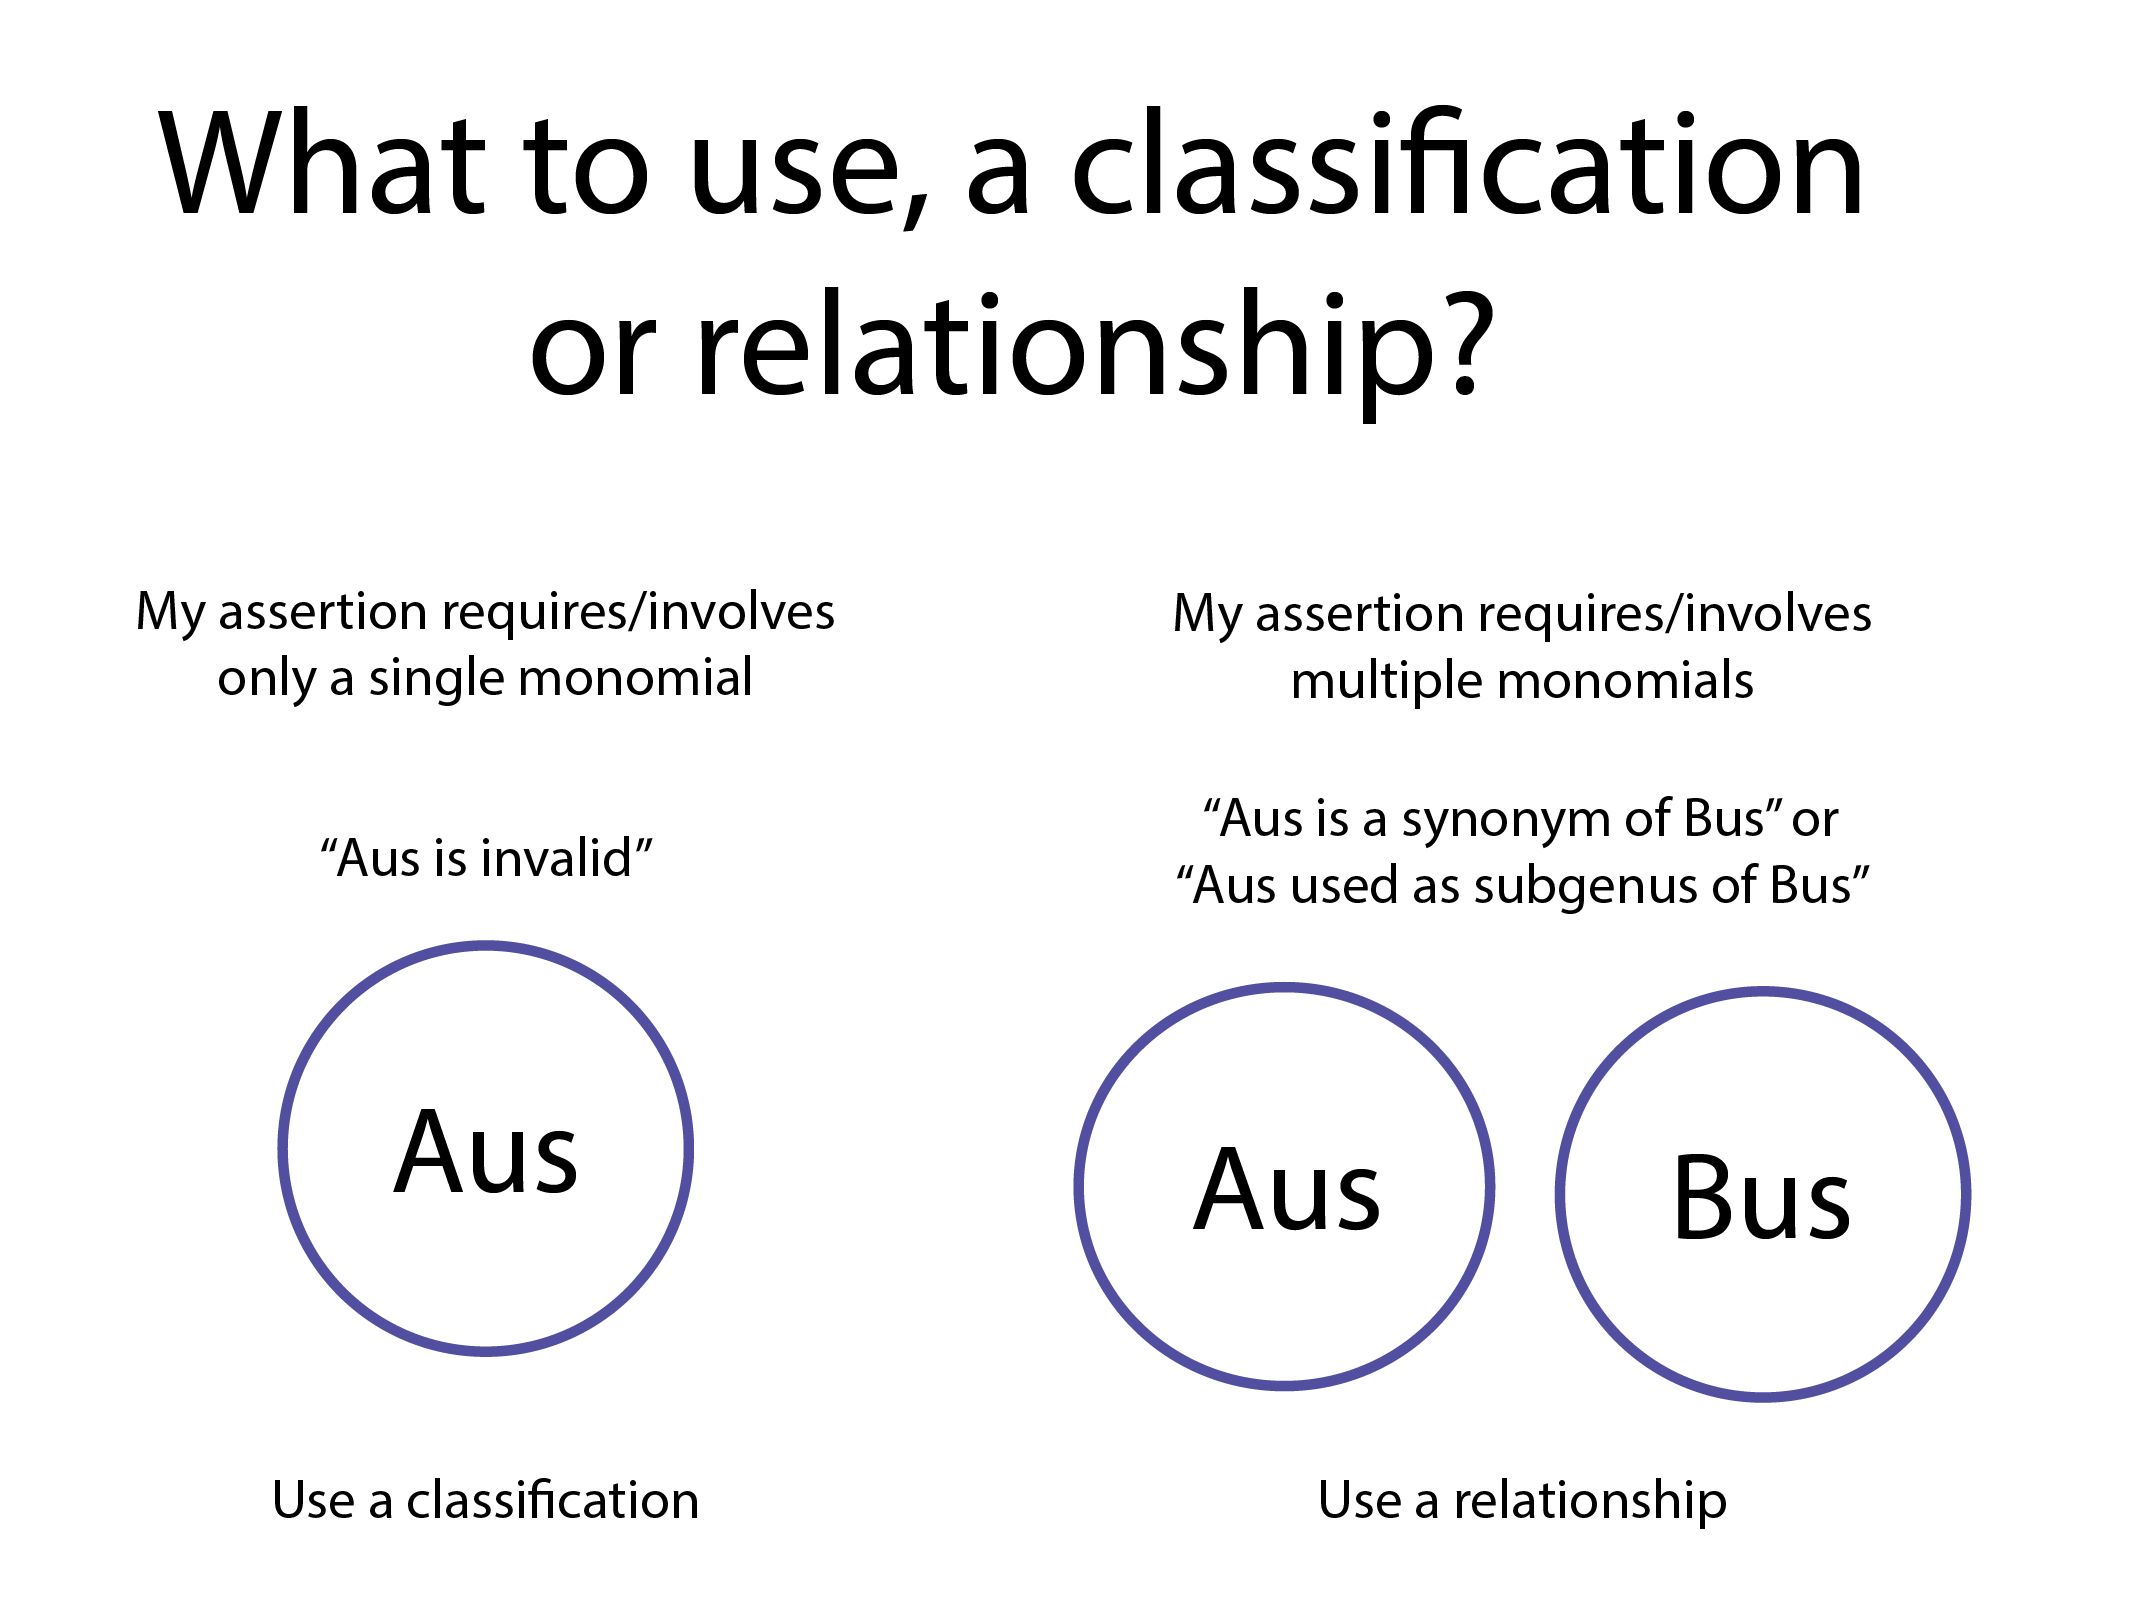 What to use, a classification
or relationship?
My assertion requires/involves
only a single monomial
“Aus is invalid”
Aus
Use a classification
My assertion requires/involves
multiple monomials
“Aus is a synonym of Bus” or
“Aus used as subgenus of Bus”
Aus
Bus
Use a relationship